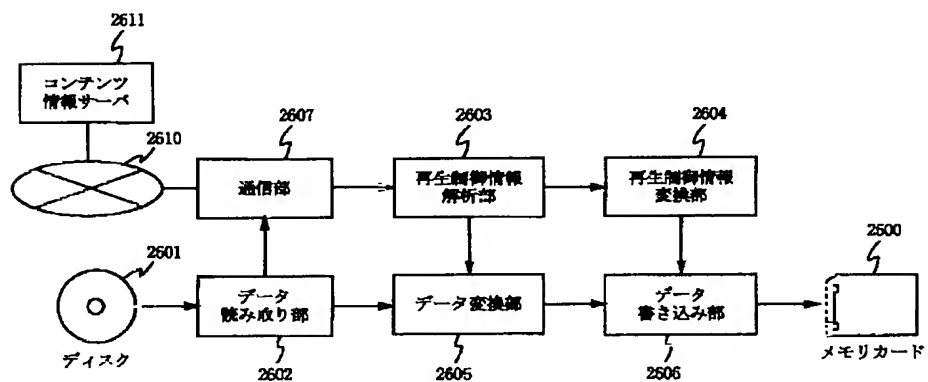 2611
コンテンツ
情報サーバ
2610
2607
通信部
2603
再生制御情報
解析部
2604
再生制御情報
変換部
2601
ディスク
データ
読み取り部
2602
データ変換部
2605
データ
書き込み部
2606
2600
メモリカード